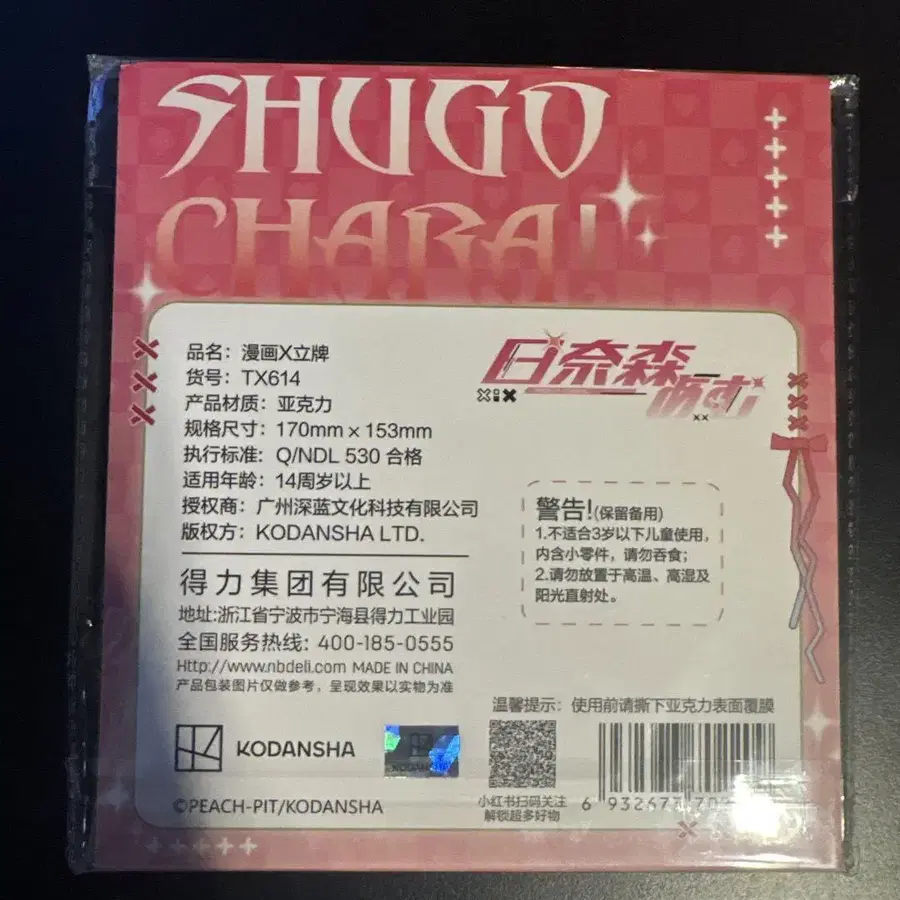 SHUGO
CHARA!
品名：漫画X立牌
货号：TX614
产品材质：亚克力
规格尺寸：170mm x 153mm
执行标准：Q/NDL 530 合格
适用年龄：14周岁以上
授权商：广州深蓝文化科技有限公司
版权方：KODANSHA LTD.
得力集团有限公司
地址:浙江省宁波市宁海县得力工业园
全国服务热线：400-185-0555
Http://www.nbdeli.com MADE IN CHINA
产品包装图片仅做参考，呈现效果以实物为准
KODANSHA
©PEACH-PIT/KODANSHA
日奈森
あむ
警告!(保留备用)
1.不适合3岁以下儿童使用，
内含小零件，请勿吞食；
2.请勿放置于高温、高湿及
阳光直射处。
温馨提示：使用前请撕下亚克力表面覆膜
小红书扫码关注
解锁超多好物
6 932673 70